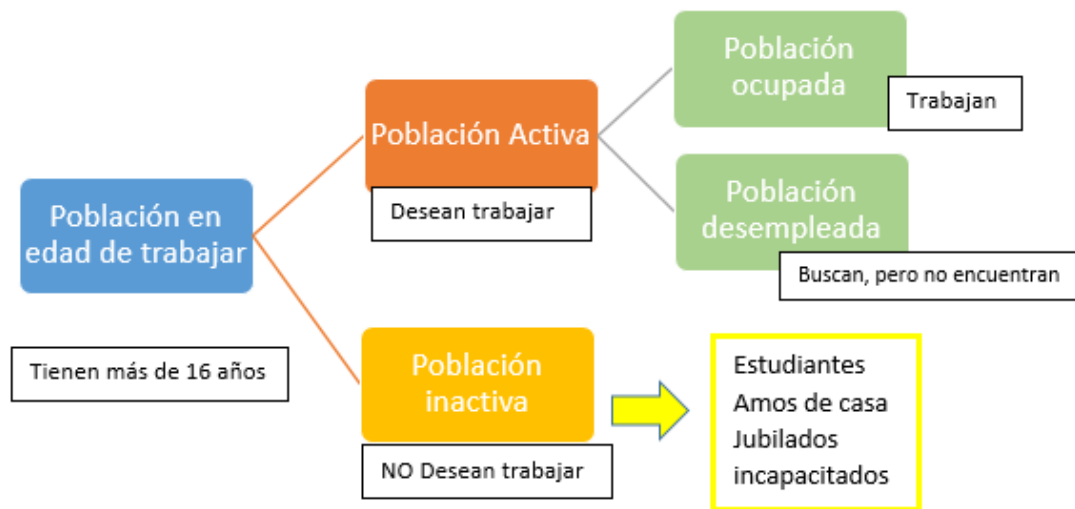 Población en
edad de trabajar
Tienen más de 16 años
Población Activa
Desean trabajar
Población
ocupada
Trabajan
Población
desempleada
Buscan, pero no encuentran
Población
inactiva
NO Desean trabajar
Estudiantes
Amos de casa
Jubilados
incapacitados